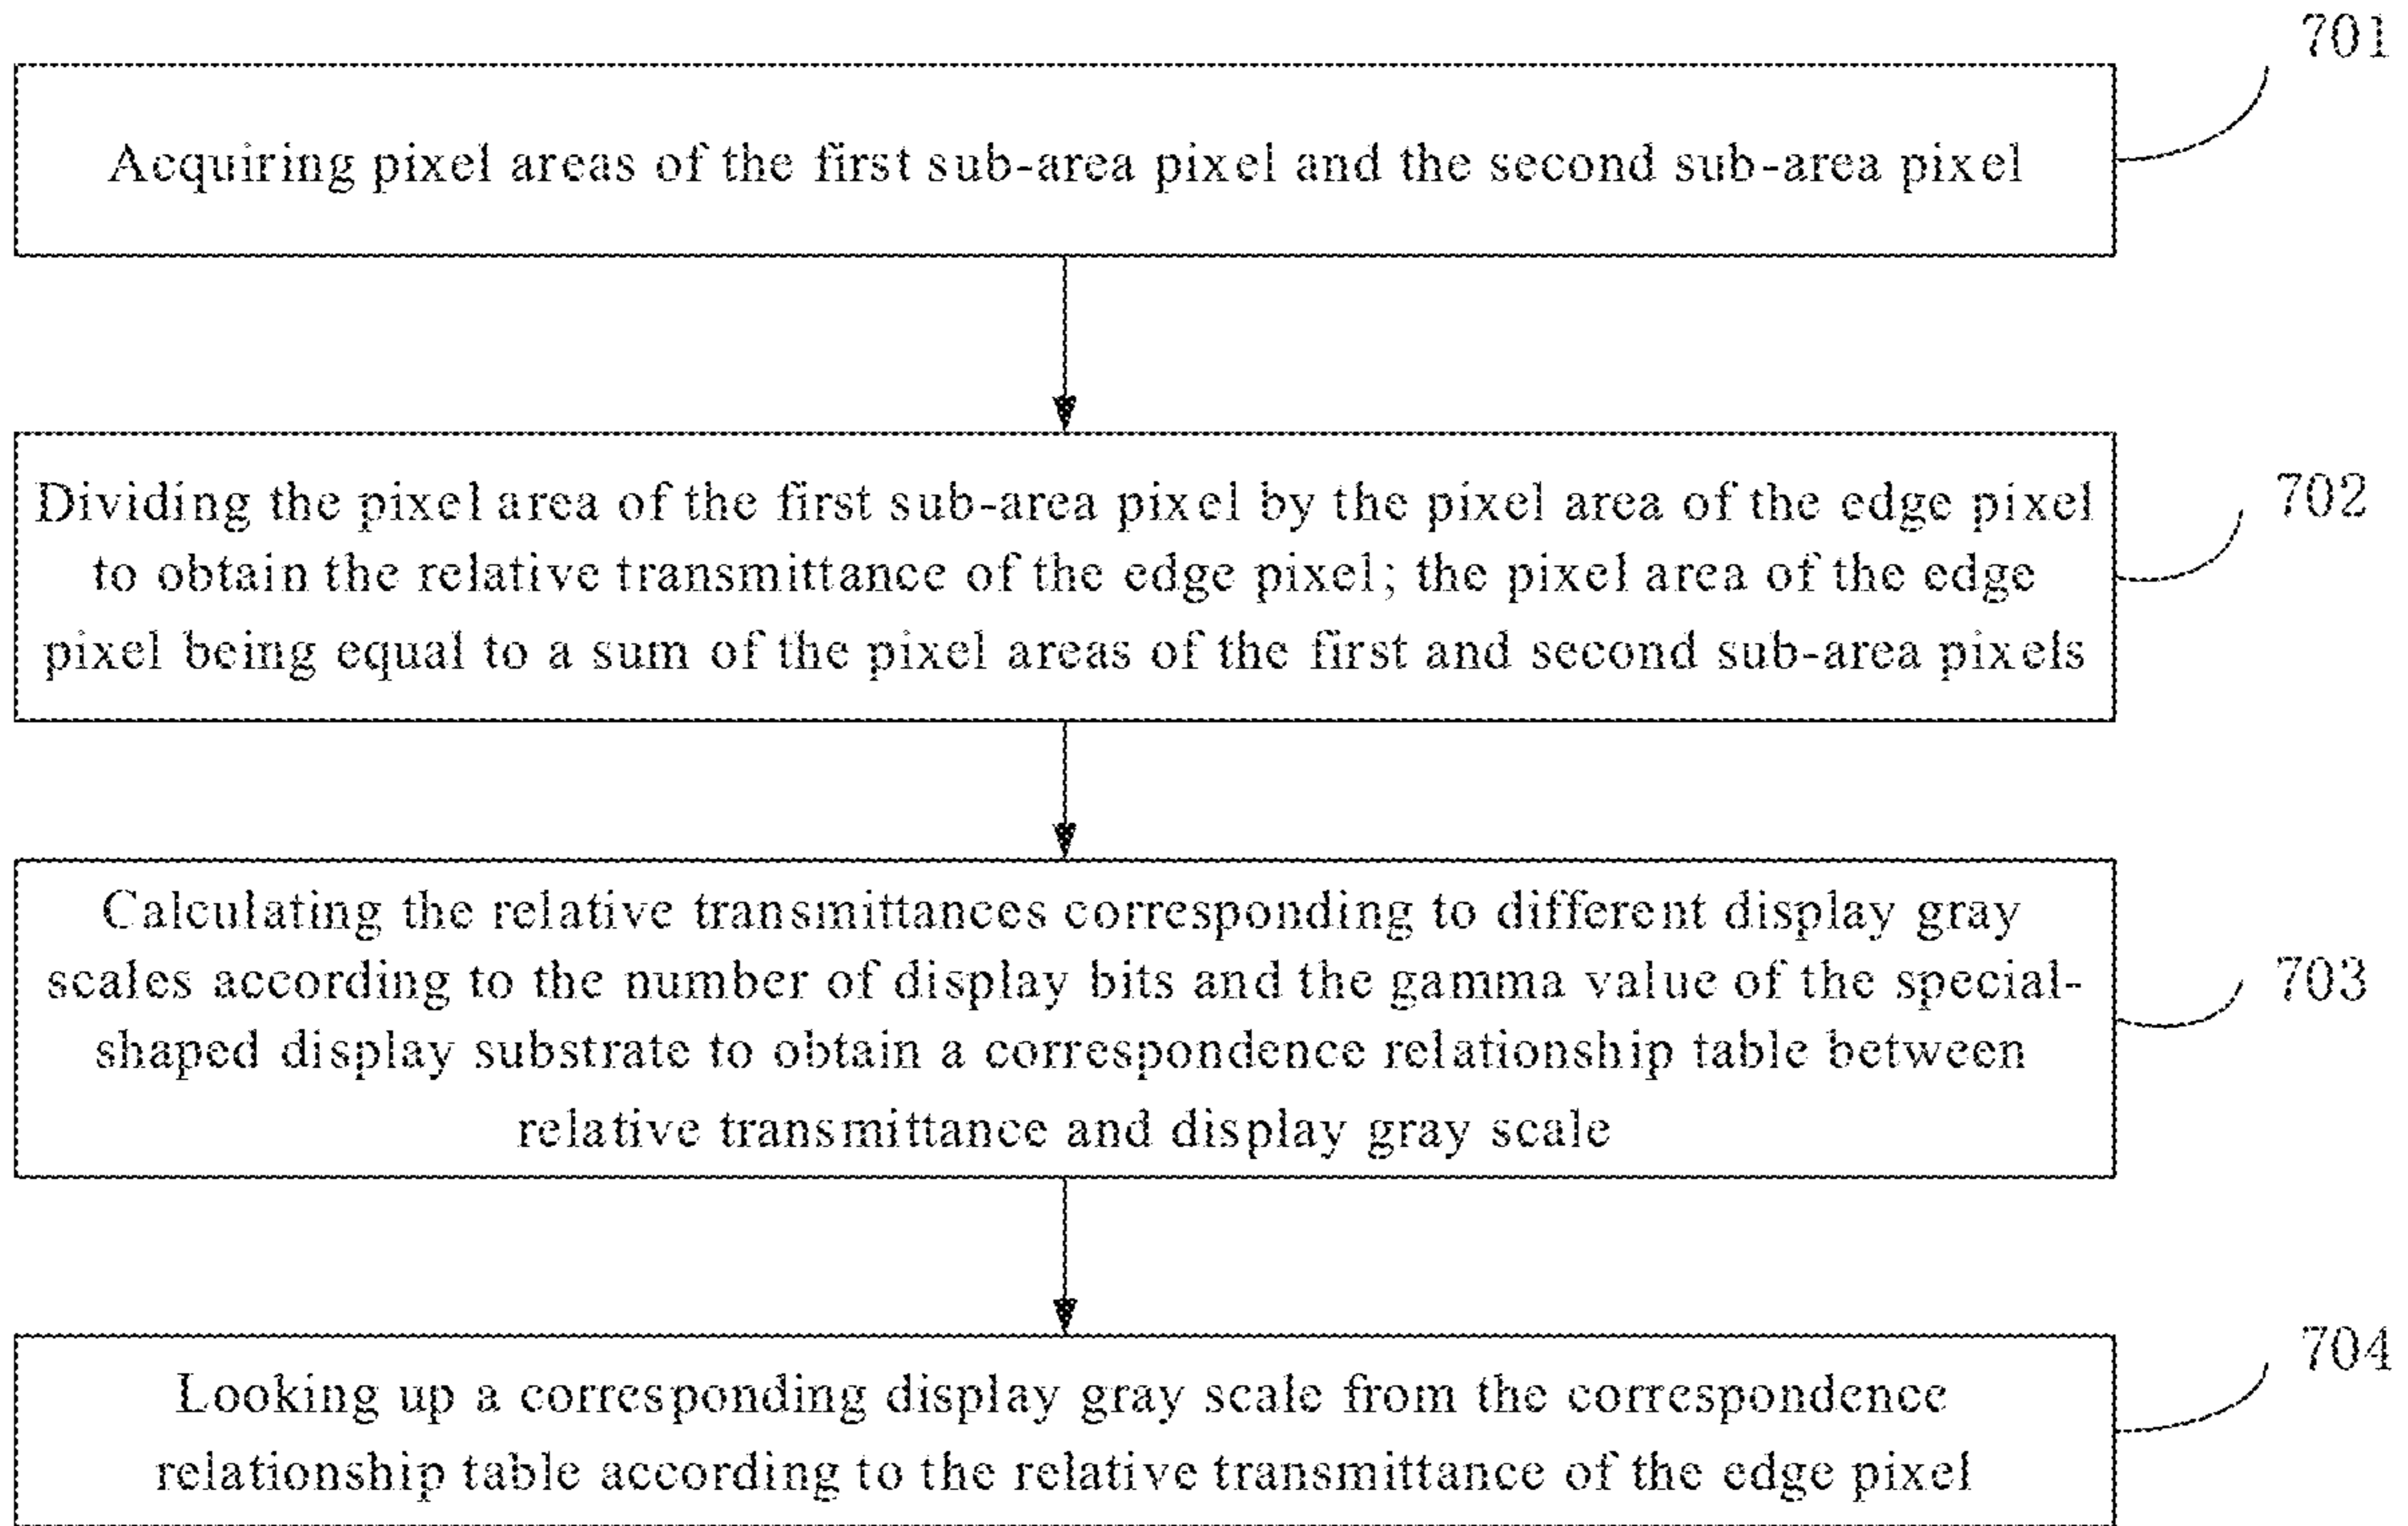 701
Acquiring pixel areas of the first sub-area pixel and the second sub-area pixel
Dividing the pixel area of the first sub-area pixel by the pixel area of the edge pixel
to obtain the relative transmittance of the edge pixel; the pixel area of the edge
pixel being equal to a sum of the pixel areas of the first and second sub-area pixels
702
Calculating the relative transmittances corresponding to different display gray
scales according to the number of display bits and the gamma value of the special-
shaped display substrate to obtain a correspondence relationship table between
relative transmittance and display gray scale
703
704
Looking up a corresponding display gray scale from the correspondence
relationship table according to the relative transmittance of the edge pixel